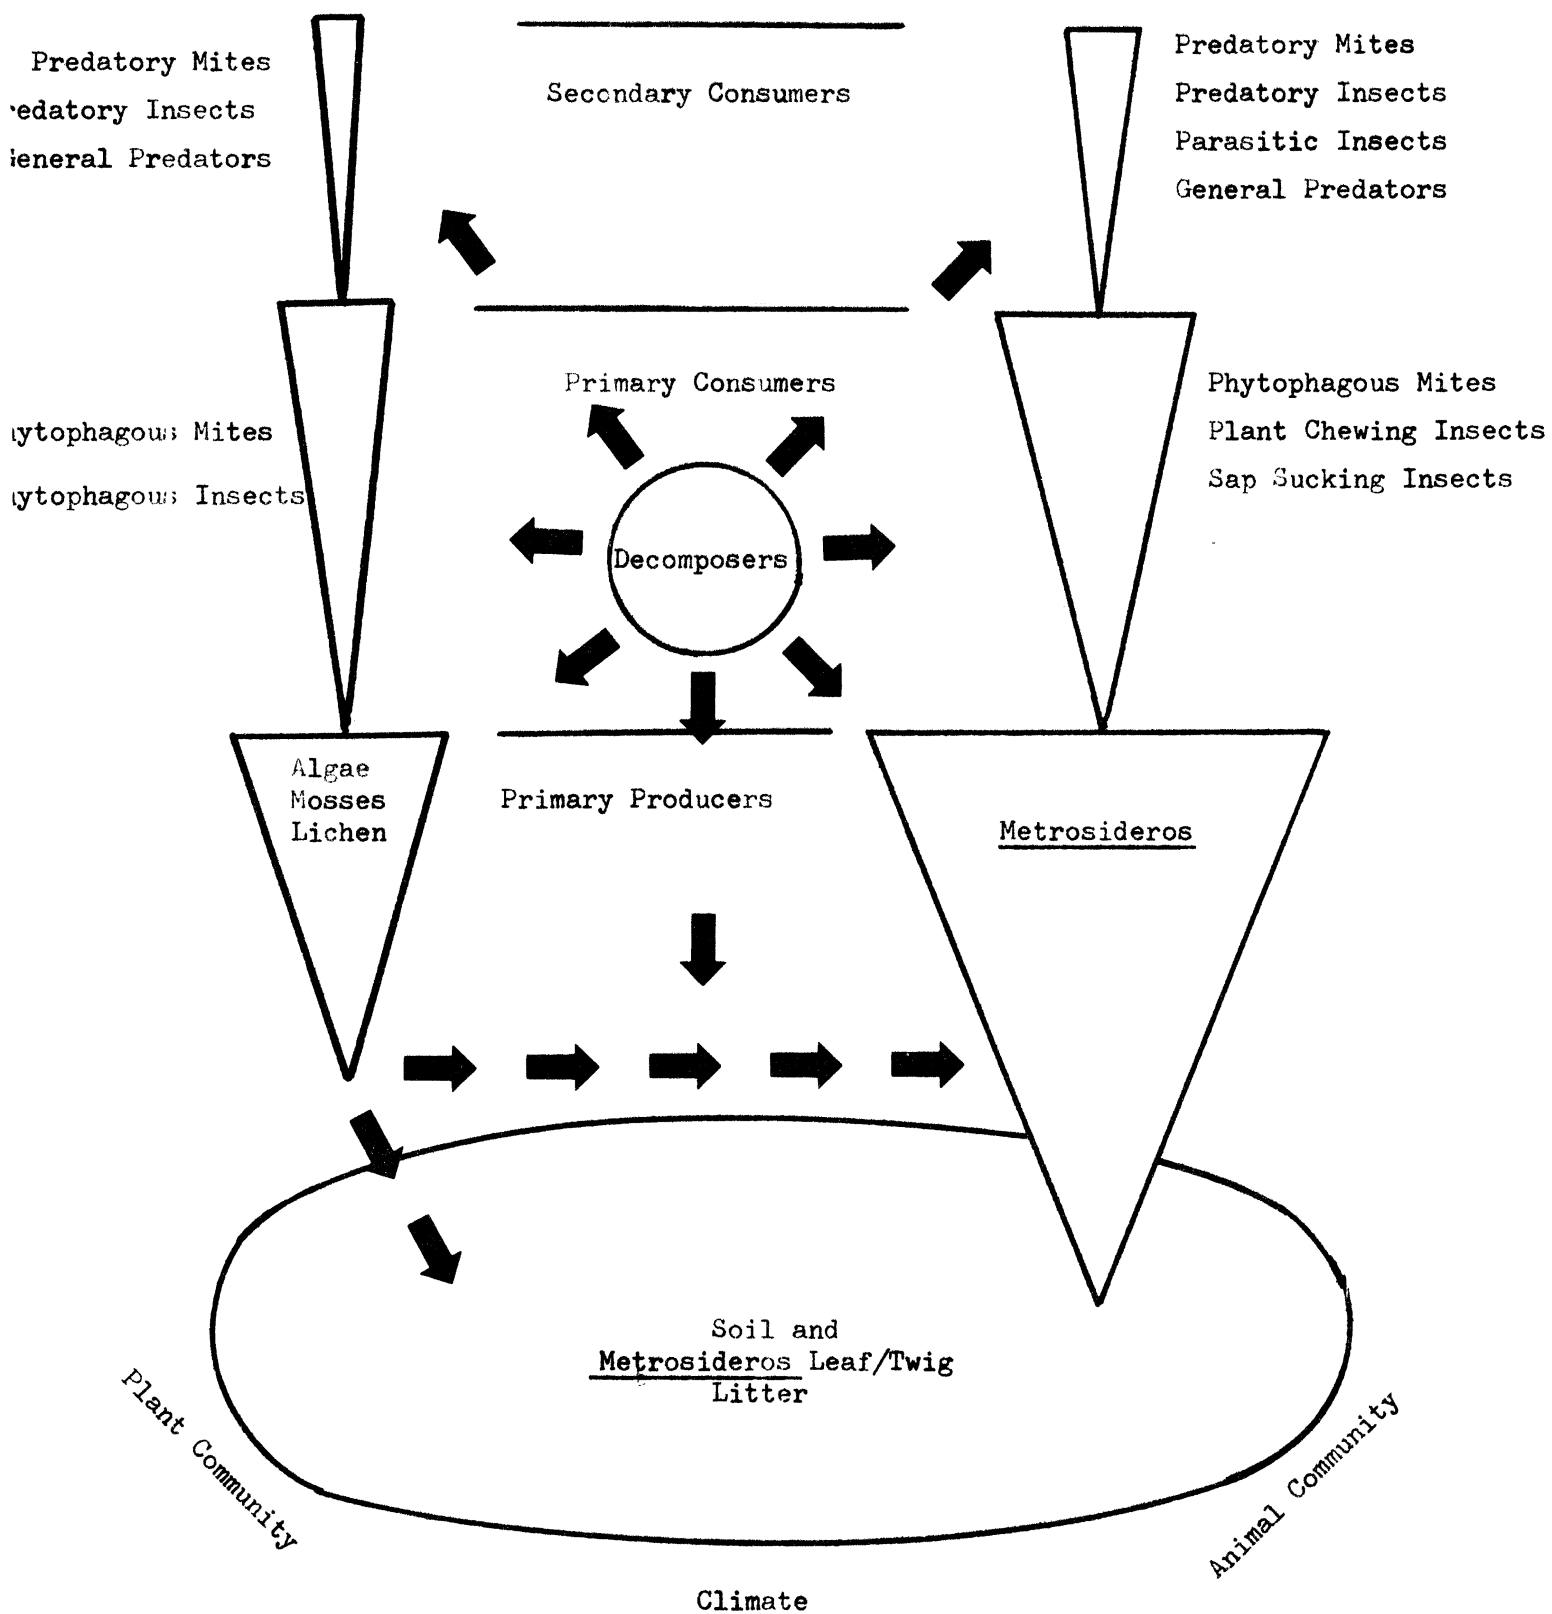 Predatory Mites
edatory Insects
eneral Predators
Secondary Consumers
Predatory Mites
Predatory Insects
Parasitic Insects
General Predators
Primary Consumers
ytophagous Mites
ytophagous Insects
Phytophagous Mites
Plant Chewing Insects
Sap Sucking Insects
Decomposers
Algae
Mosses
Lichen
Primary Producers
Metrosideros
Soil and
Metrosideros Leaf/Twig
Litter
Plant Community
Animal Community
Climate